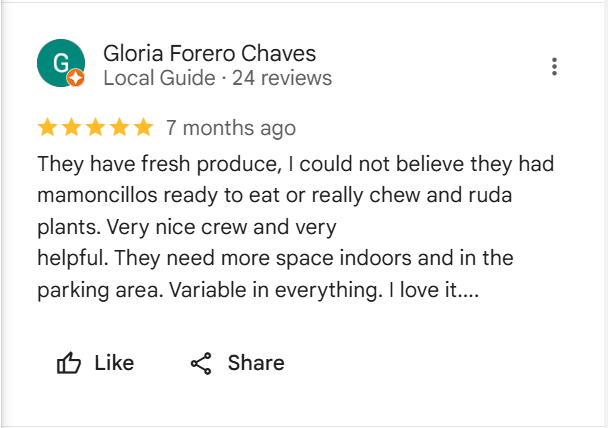 G
Gloria Forero Chaves
Local Guide · 24 reviews
7 months ago
They have fresh produce, I could not believe they had
mamoncillos ready to eat or really chew and ruda
plants. Very nice crew and very
helpful. They need more space indoors and in the
parking area. Variable in everything. I love it....
Like Share